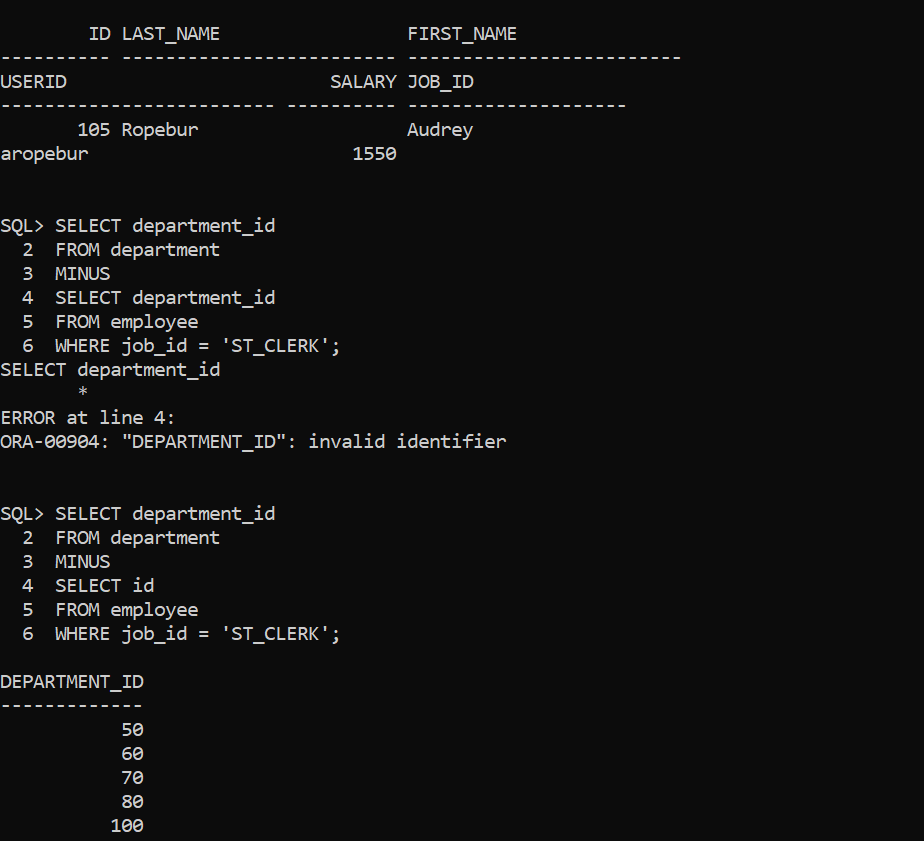 ID LAST_NAME                 FIRST_NAME
---------- ------------------------- -------------------------
USERID                        SALARY JOB_ID
------------------------- ---------- --------------------
       105 Ropebur                   Audrey
aropebur                        1550
SQL> SELECT department_id
  2  FROM department
  3  MINUS
  4  SELECT department_id
  5  FROM employee
  6  WHERE job_id = 'ST_CLERK';
SELECT department_id
       *
ERROR at line 4:
ORA-00904: "DEPARTMENT_ID": invalid identifier
SQL> SELECT department_id
  2  FROM department
  3  MINUS
  4  SELECT id
  5  FROM employee
  6  WHERE job_id = 'ST_CLERK';
DEPARTMENT_ID
-------------
           50
           60
           70
           80
          100